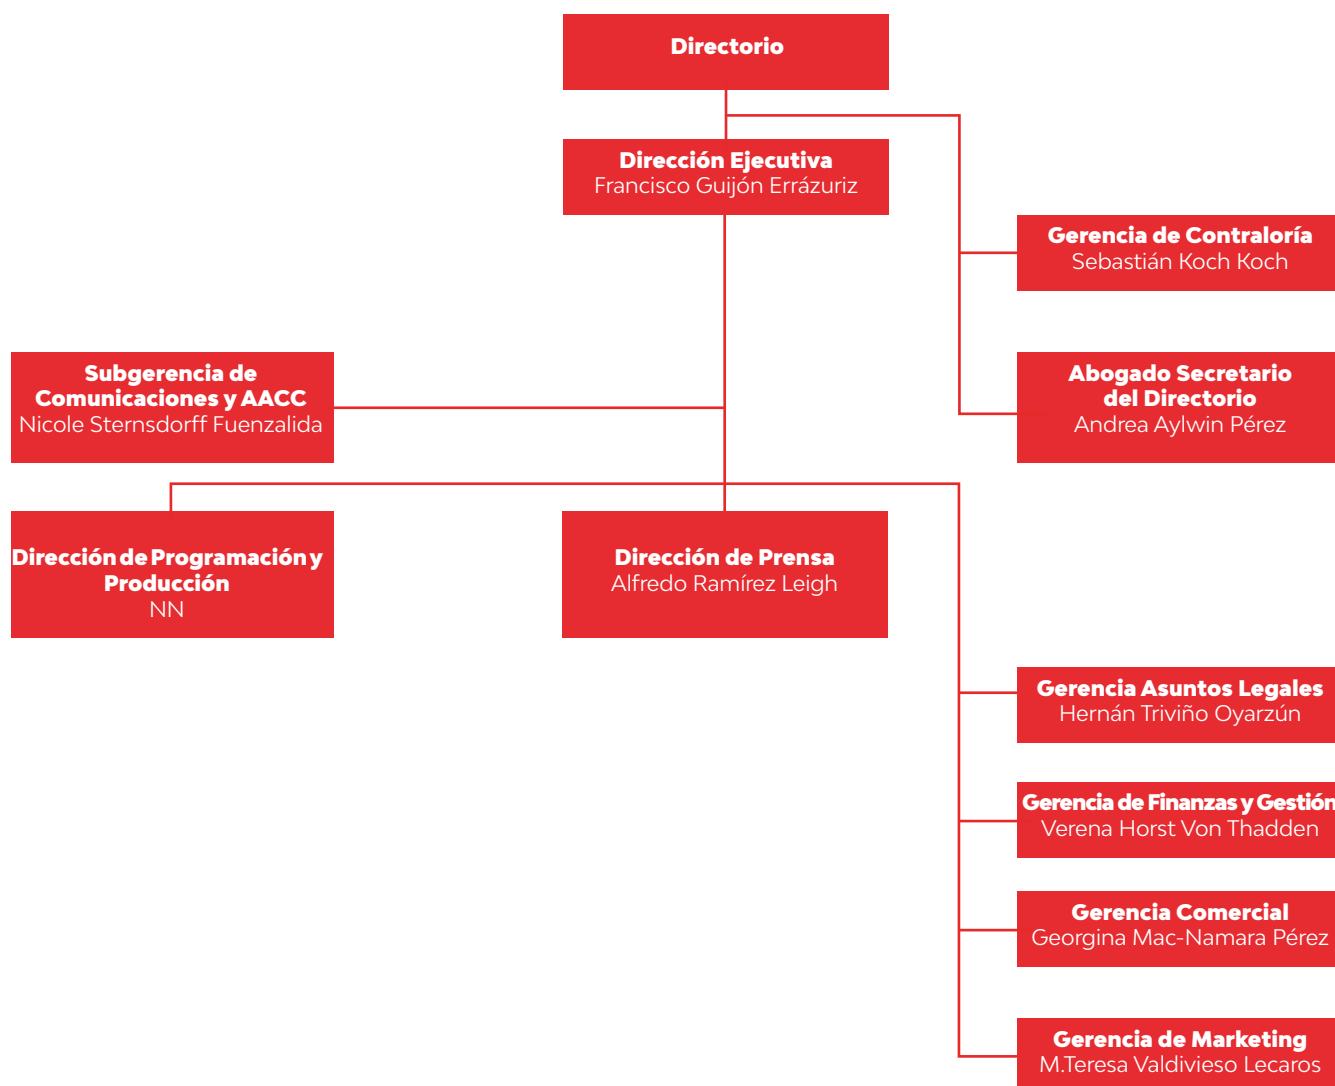 Directorio
Dirección Ejecutiva
Francisco Guijón Errázuriz
Gerencia de Contraloría
Sebastián Koch Koch
Subgerencia de
Comunicaciones y AACC
Nicole Sternsdorff Fuenzalida
Abogado Secretario
del Directorio
Andrea Aylwin Pérez
Dirección de Programación y
Producción
NN
Dirección de Prensa
Alfredo Ramírez Leigh
Gerencia Asuntos Legales
Hernán Triviño Oyarzún
Gerencia de Finanzas y Gestión
Verena Horst Von Thadden
Gerencia Comercial
Georgina Mac-Namara Pérez
Gerencia de Marketing
M.Teresa Valdivieso Lecaros